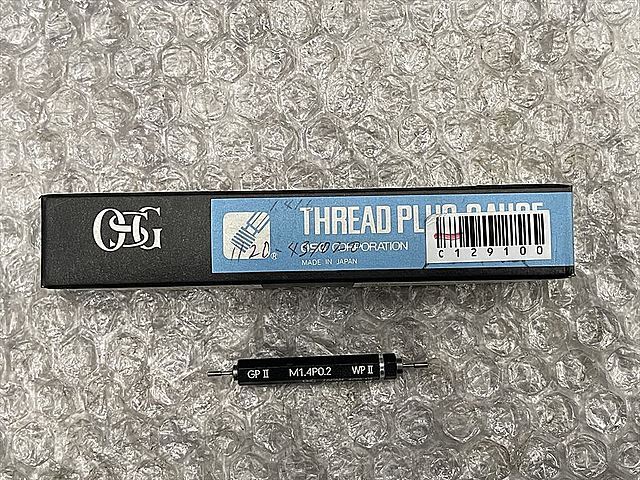 OSG
THREAD PLUG GAUGE
OSG CORPORATION
MADE IN JAPAN
C129100
GP II M1.4P0.2 WP II